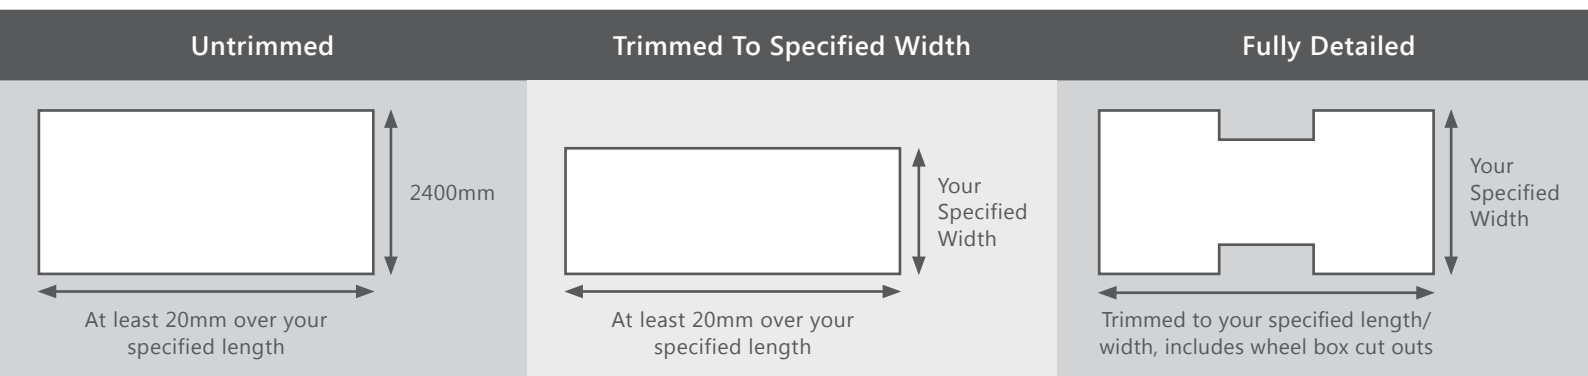 Untrimmed
Trimmed To Specified Width
Fully Detailed
2400mm
At least 20mm over your
specified length
Your
Specified
Width
At least 20mm over your
specified length
Your
Specified
Width
Trimmed to your specified length/
width, includes wheel box cut outs